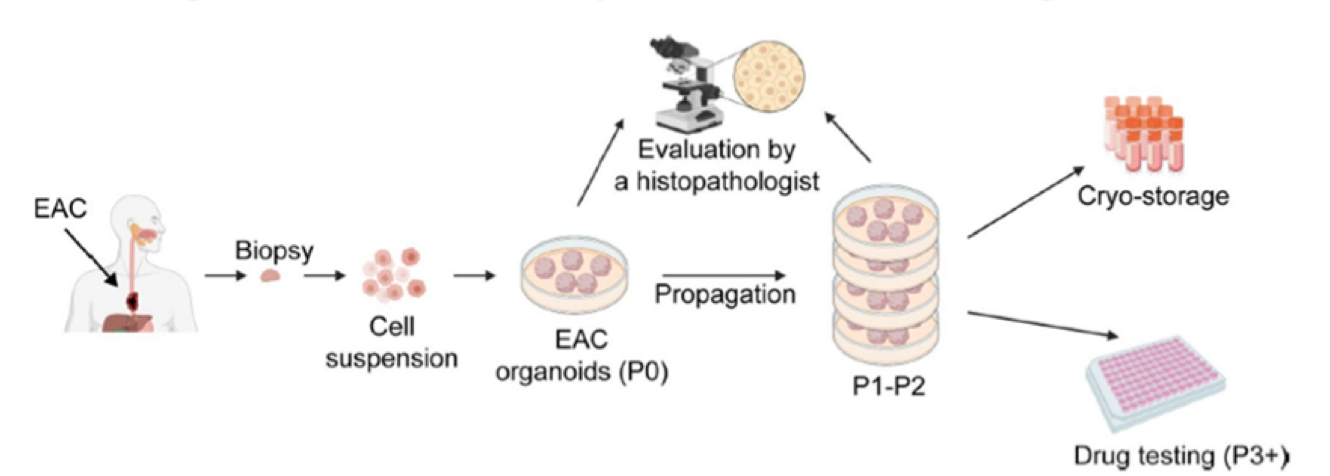 Evaluation by
a histopathologist
EAC
Biopsy
Cell
suspension
EAC
organoids (P0)
Propagation
P1-P2
Cryo-storage
Drug testing (P3+)